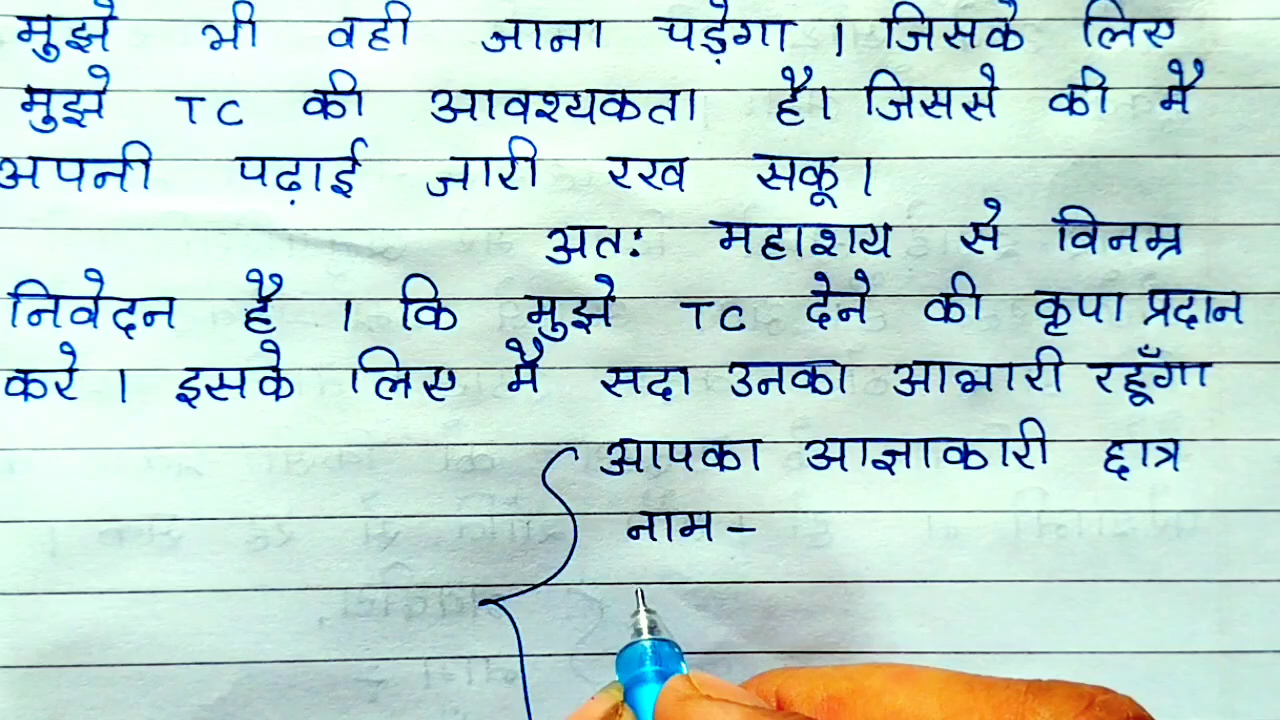 मुझे भी वही जाना पड़ेगा । जिसके लिए
मुझे TC की आवश्यकता है। जिससे की मै
अपनी पढ़ाई जारी रख सकू।
अतः महाशय से विनम्र
निवेदन है । कि मुझे TC देने की कृपा प्रदान
करे । इसके लिए मै सदा उनका आभारी रहूँगा
आपका आज्ञाकारी छात्र
नाम-